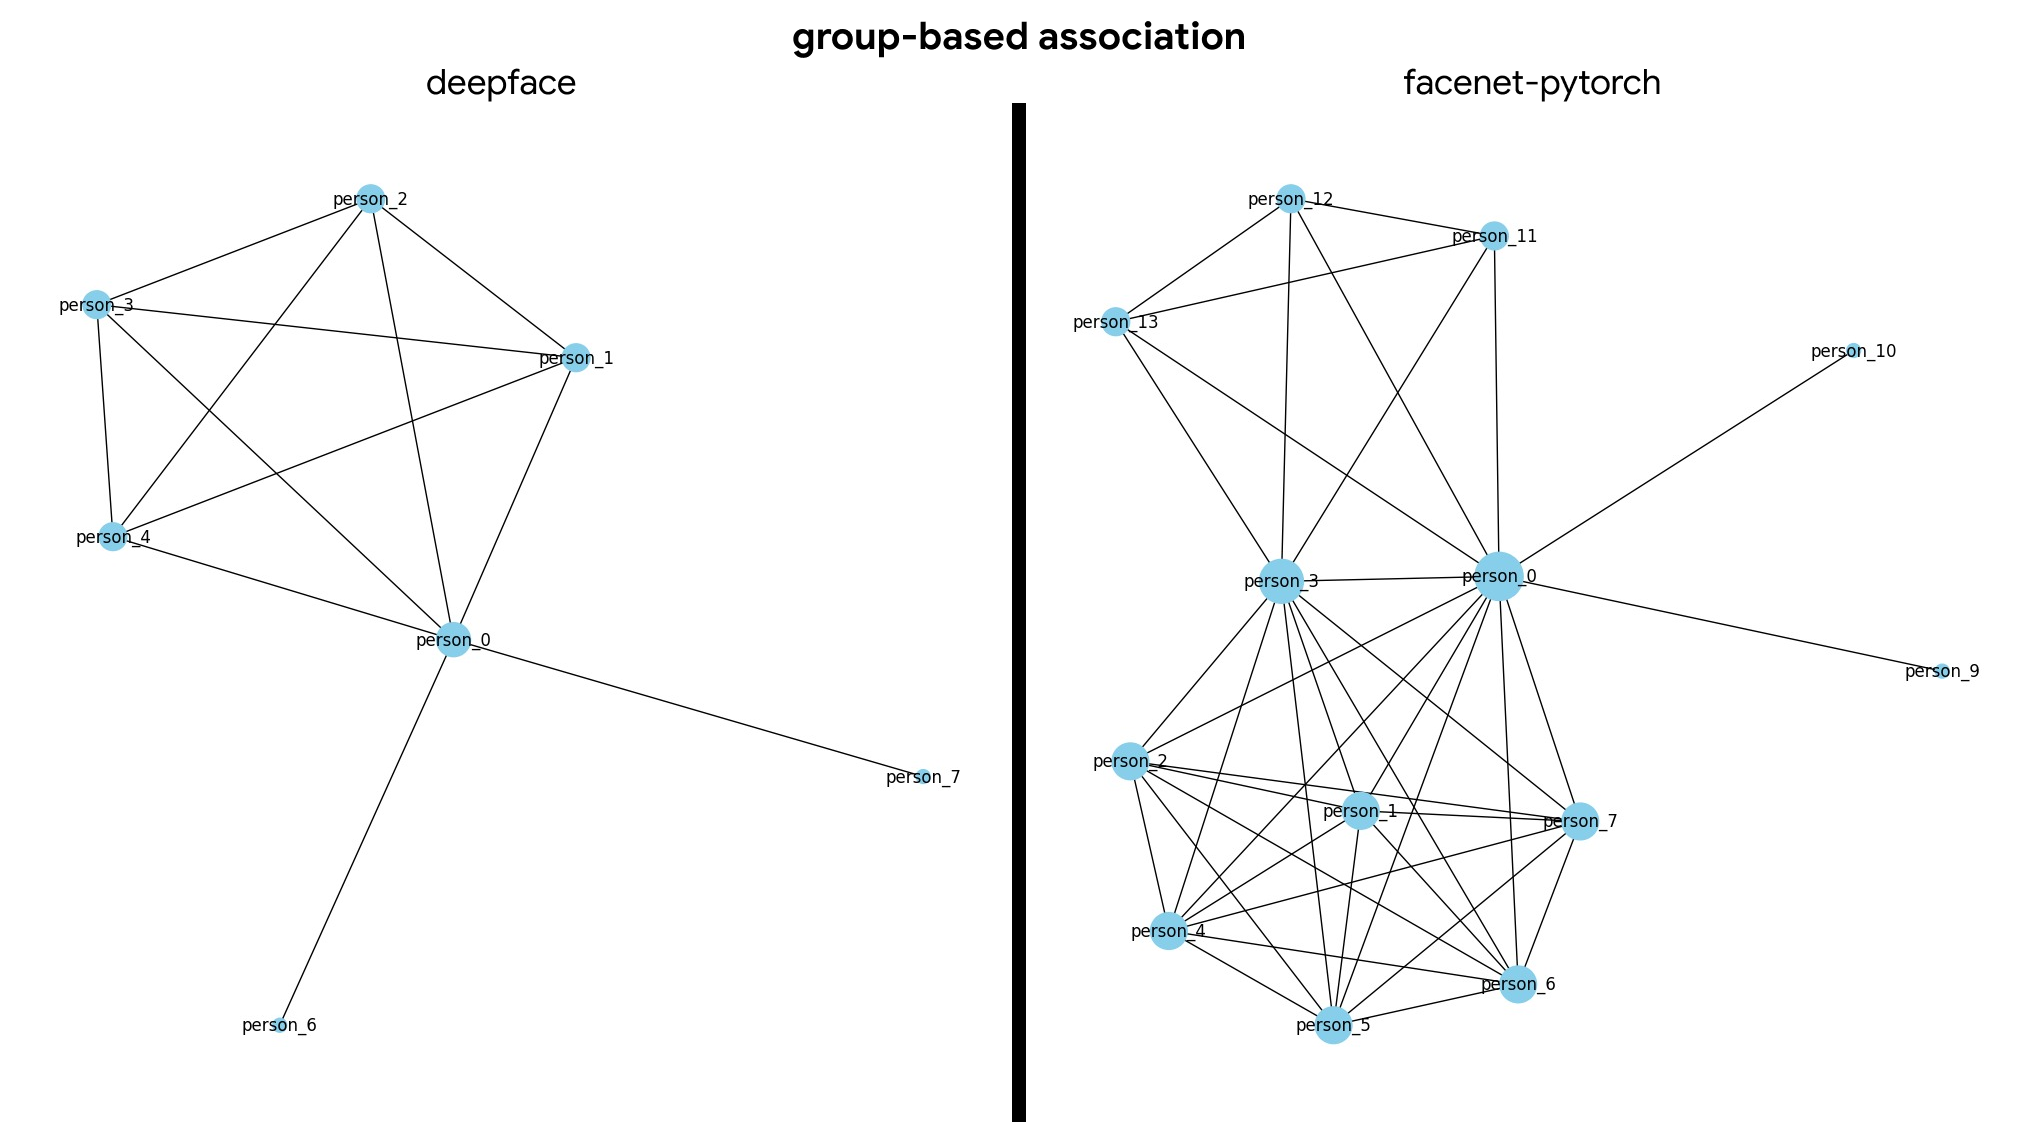 group-based association
deepface
facenet-pytorch
person_2
person_3
person_1
person_4
person_0
person_7
person_6
person_12
person_11
person_13
person_10
person_3
person_0
person_9
person_2
person_1
person_7
person_4
person_6
person_5